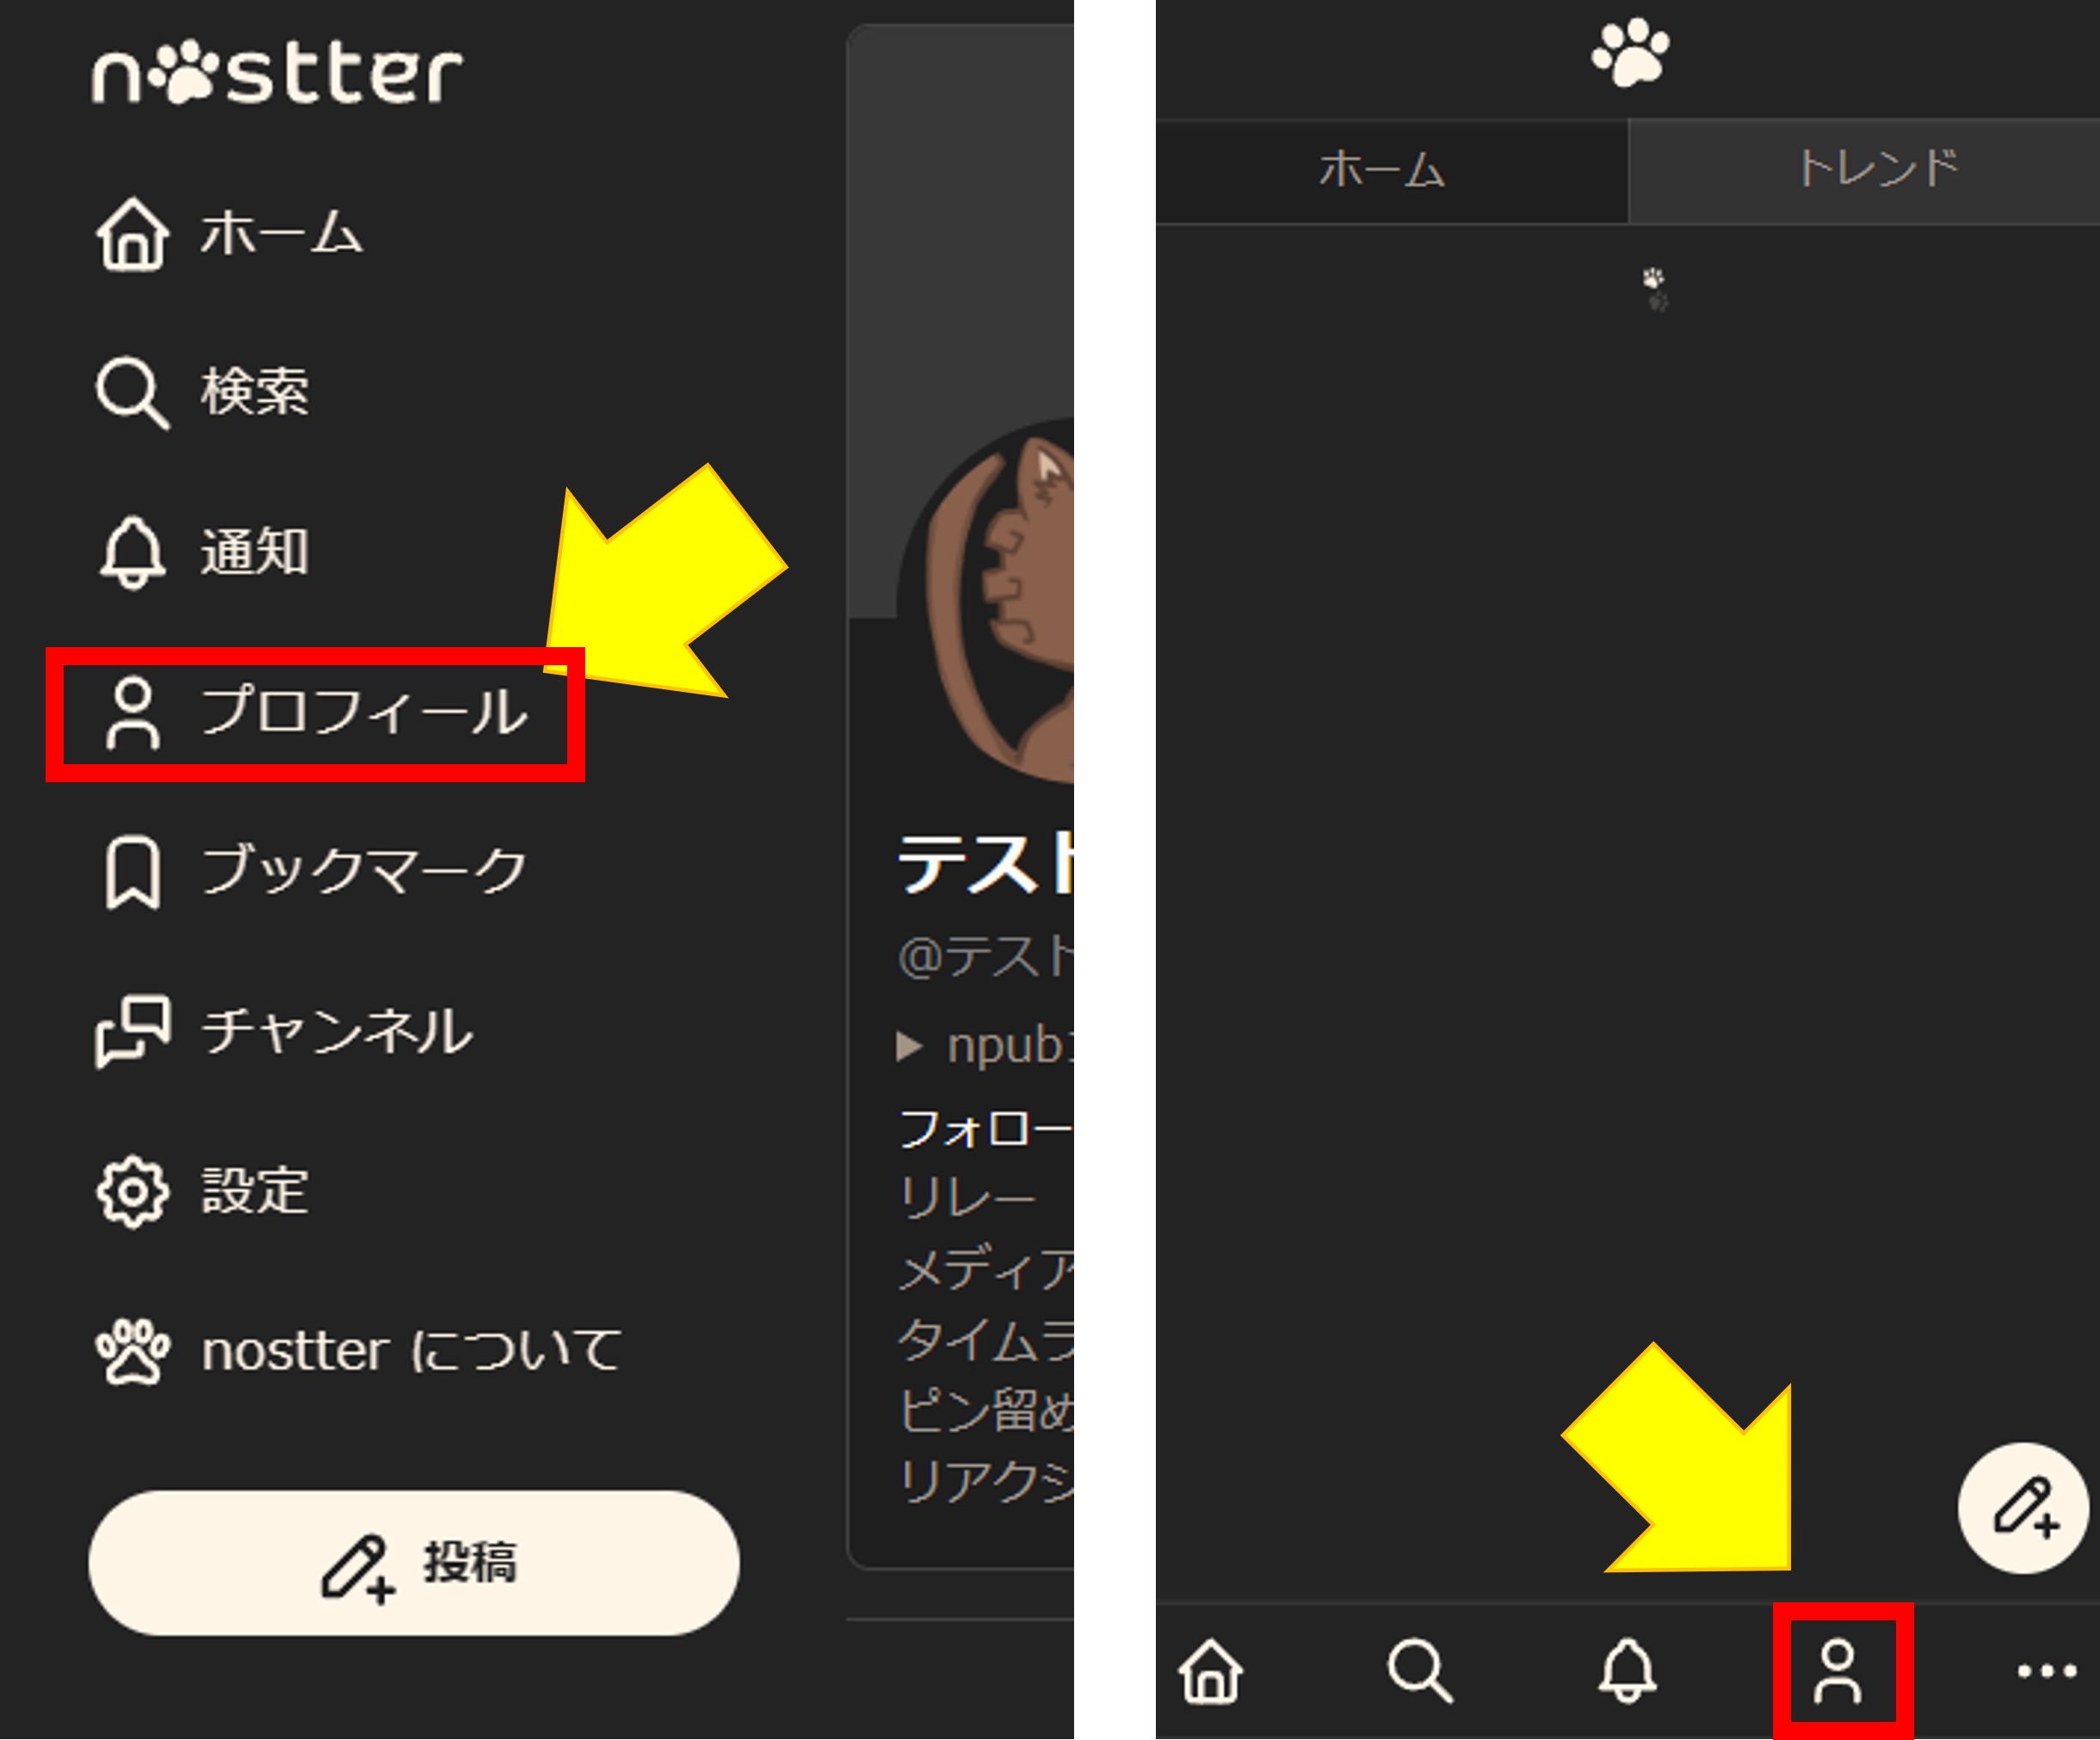 nostter
ホーム
検索
通知
プロフィール
ブックマーク
チャンネル
設定
nostter について
投稿
テスト
@テスト
npub1
フォロー
リレー
メディア
タイムラ
ピン留め
リアクシ
ホーム
トレンド